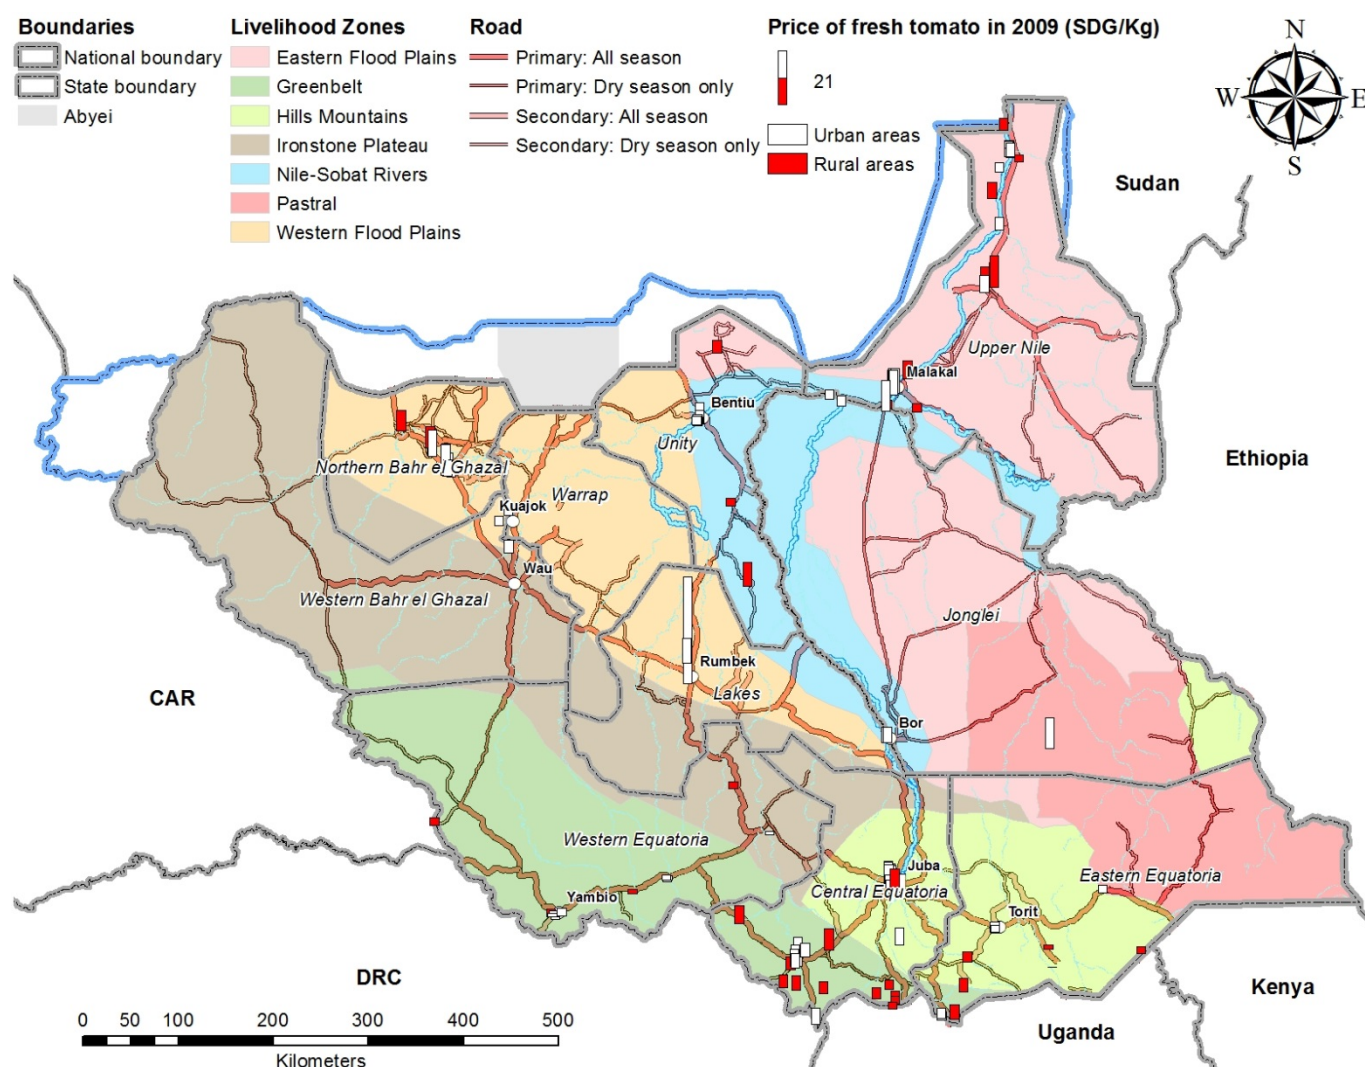 Boundaries
National boundary
State boundary
Abyei
Livelihood Zones
Eastern Flood Plains
Greenbelt
Hills Mountains
Ironstone Plateau
Nile-Sobat Rivers
Pastral
Western Flood Plains
Road
Primary: All season
Primary: Dry season only
Secondary: All season
Secondary: Dry season only
Price of fresh tomato in 2009 (SDG/Kg)
21
Urban areas
Rural areas
N
W E
S
Sudan
Upper Nile
Malakal
Bentiu
Unity
Ethiopia
Northern Bahr el Ghazal
Warrap
Kuajok
Wau
Western Bahr el Ghazal
Jonglei
Rumbek
Lakes
CAR
Bor
Western Equatoria
Juba
Central Equatoria
Eastern Equatoria
Yambio
Torit
DRC
Kenya
Uganda
0 50 100 200 300 400 500
Kilometers